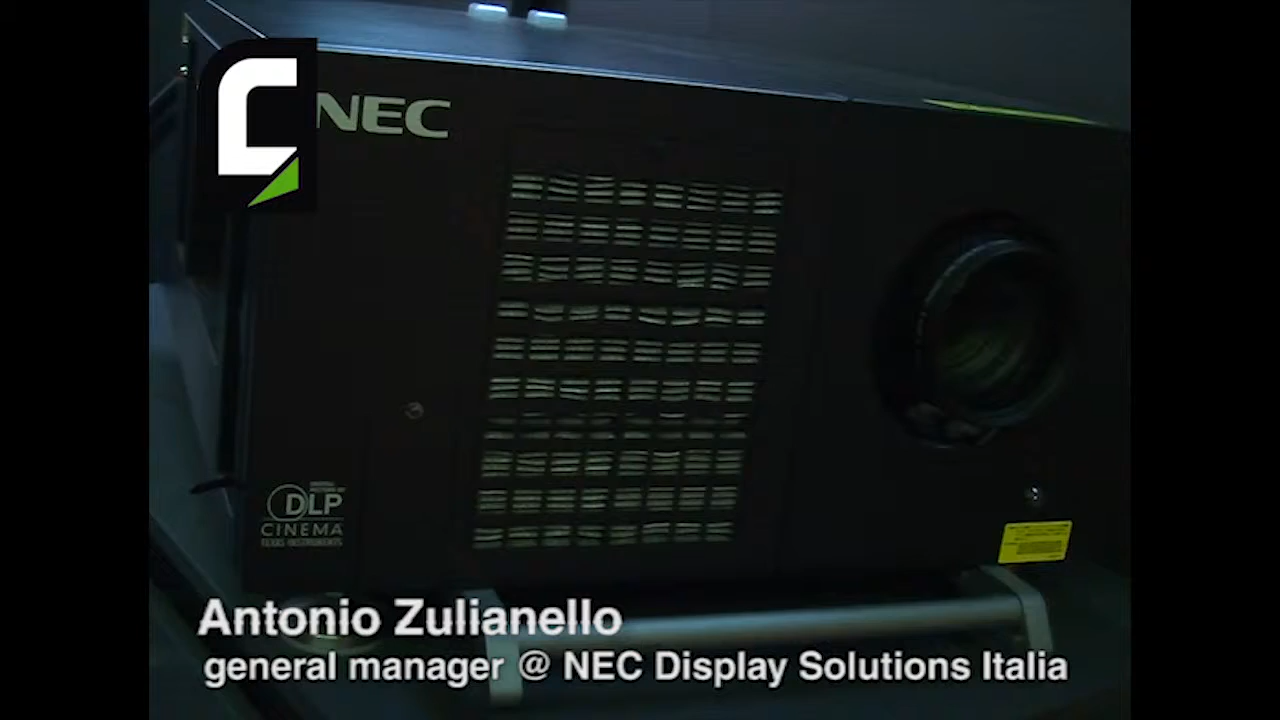 NEC
DLP
CINEMA
TEXAS INSTRUMENTS
Antonio Zulianello
general manager @ NEC Display Solutions Italia